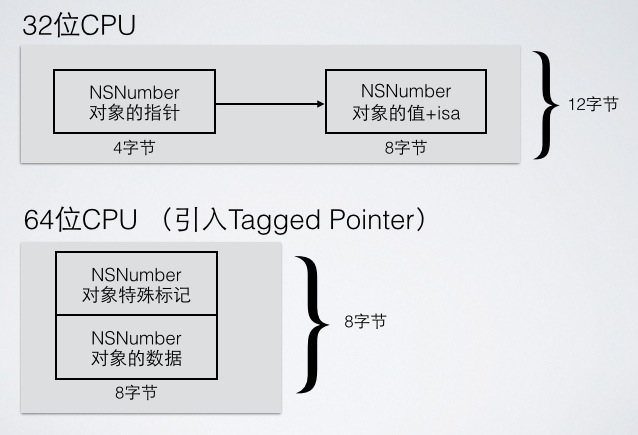 32位CPU
NSNumber
对象的指针
NSNumber
对象的值+isa
4字节
8字节
12字节
64位CPU （引入Tagged Pointer）
NSNumber
对象特殊标记
NSNumber
对象的数据
8字节
8字节